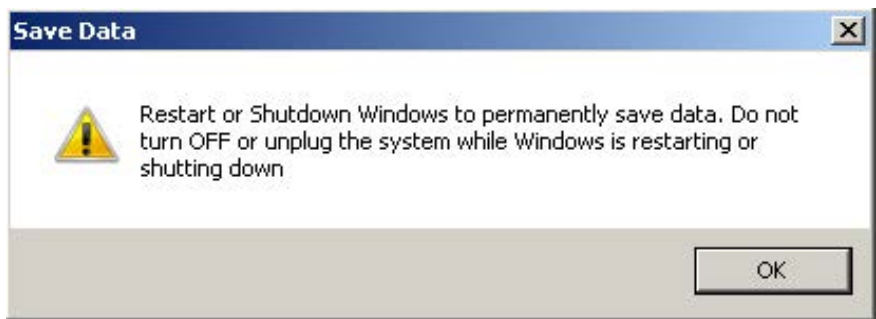 Save Data
Restart or Shutdown Windows to permanently save data. Do not
turn OFF or unplug the system while Windows is restarting or
shutting down
OK